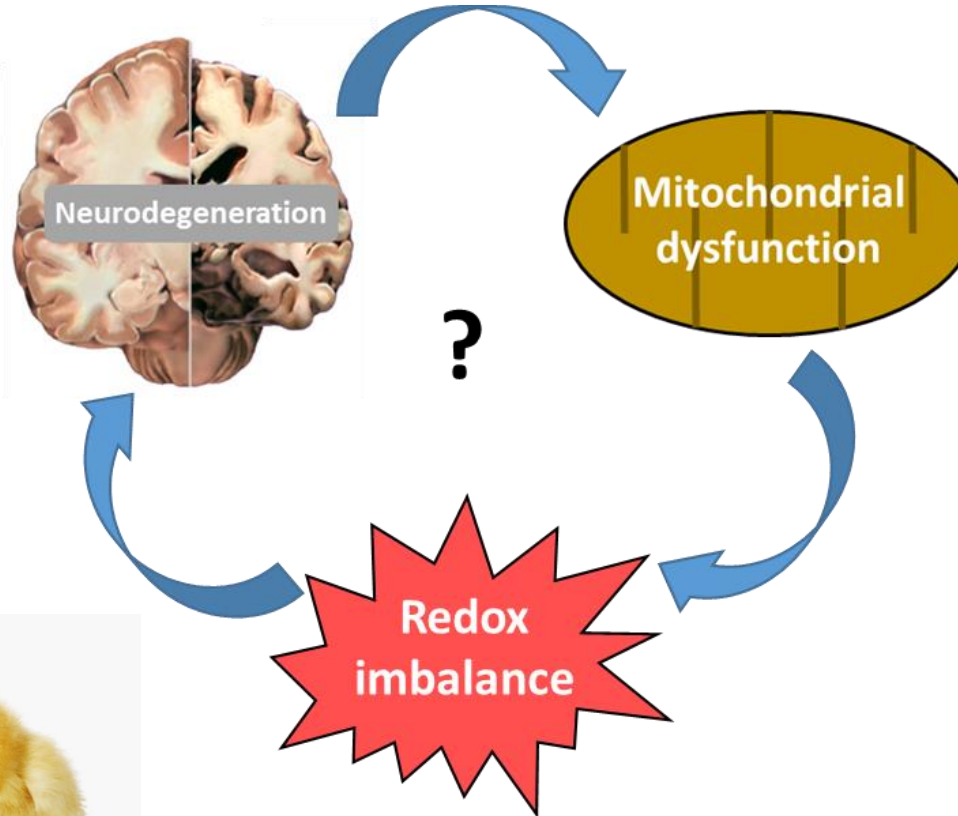 Neurodegeneration
Mitochondrial
dysfunction
?
Redox
imbalance